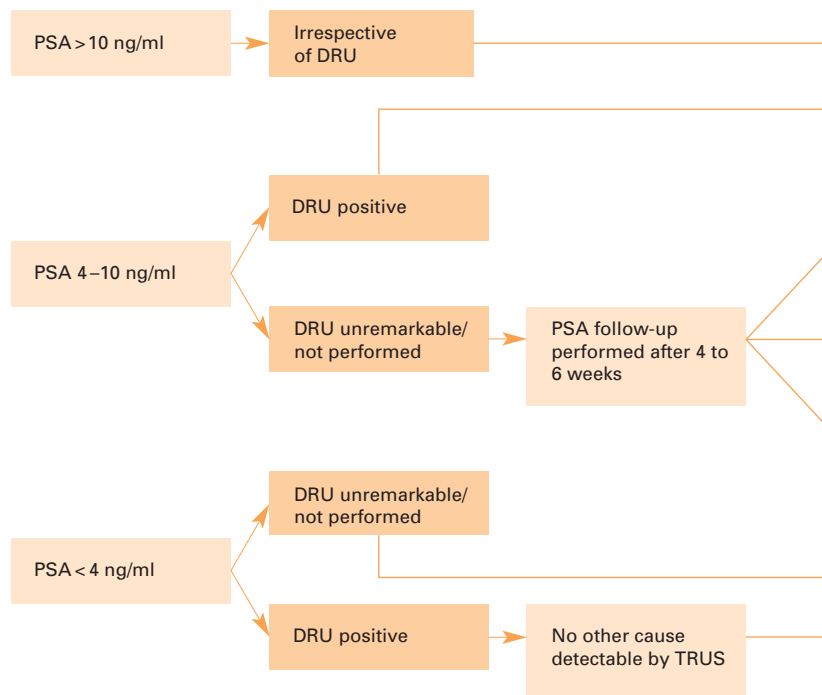 PSA > 10 ng/ml
Irrespective
of DRU
DRU positive
PSA 4–10 ng/ml
DRU unremarkable/
not performed
PSA follow-up
performed after 4 to
6 weeks
DRU unremarkable/
not performed
PSA < 4 ng/ml
DRU positive
No other cause
detectable by TRUS